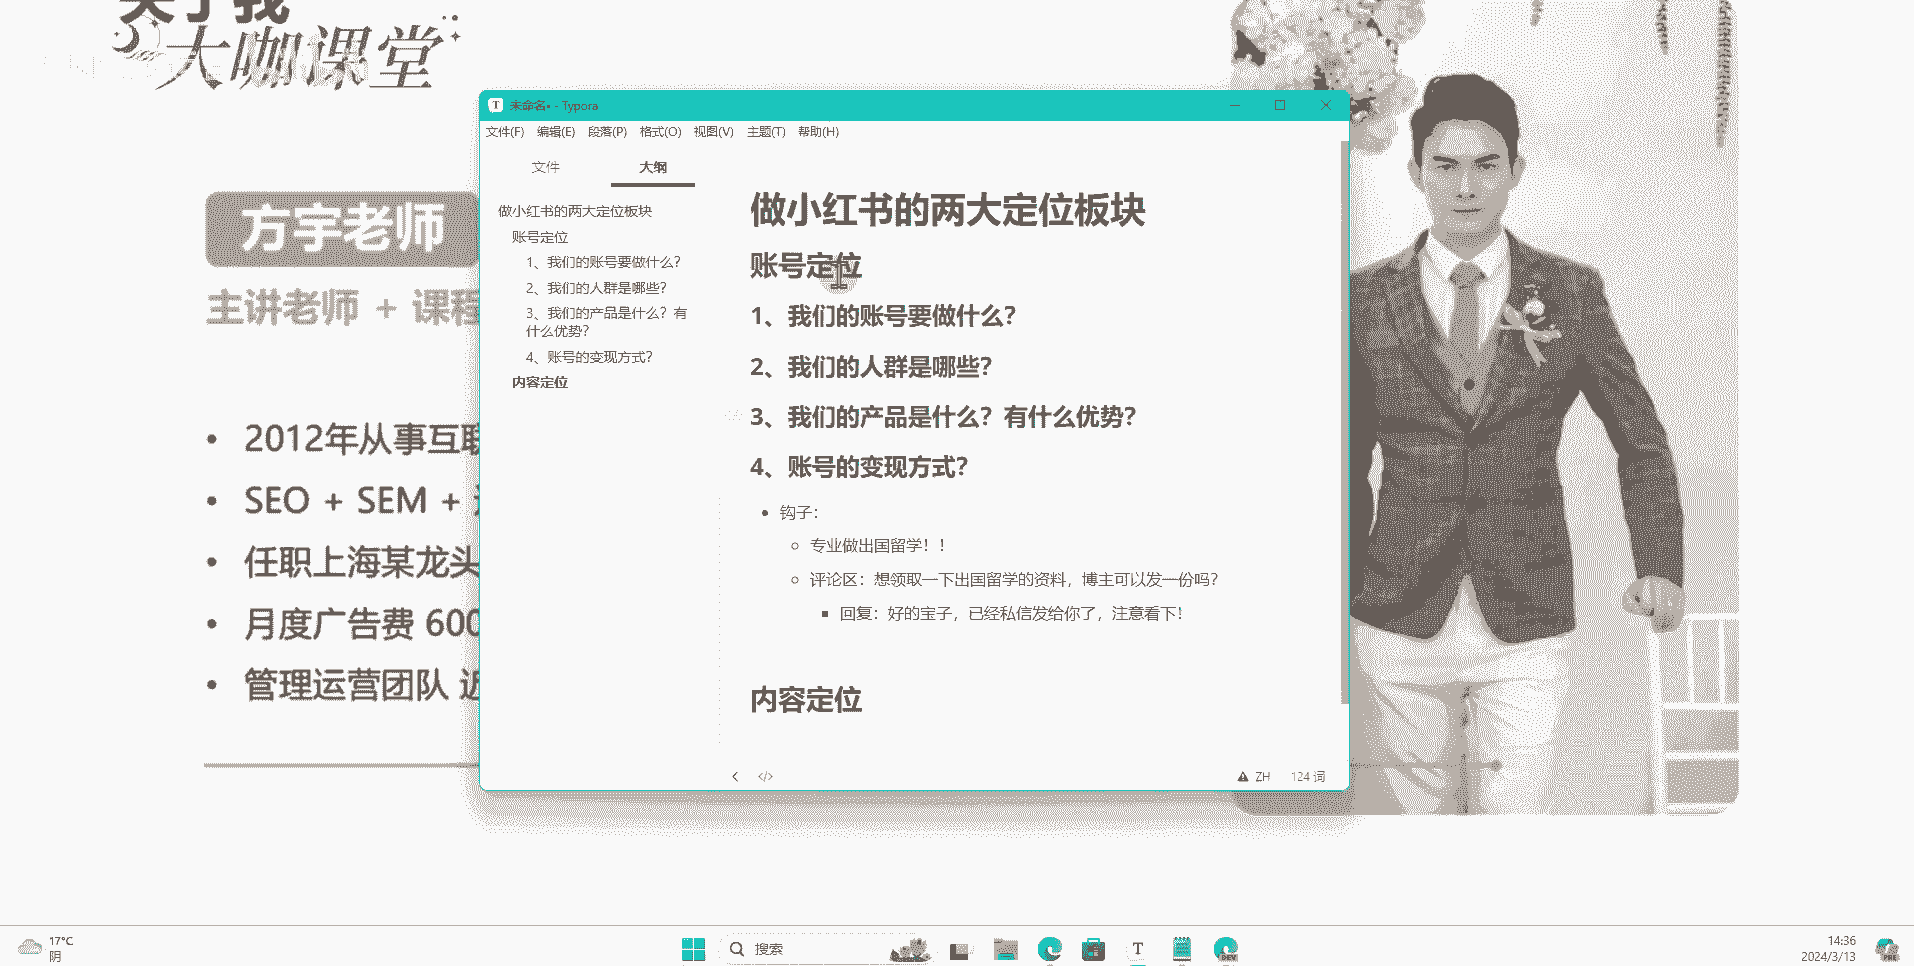 关于我
大咖课堂
方宇老师
主讲老师 + 课程
2012年从事互联
SEO + SEM +
任职上海某龙头
月度广告费 600
管理运营团队 近
未命名• - Typora
文件(F) 编辑(E) 段落(P) 格式(O) 视图(V) 主题(T) 帮助(H)
文件 大纲
做小红书的两大定位板块
账号定位
1、我们的账号要做什么?
2、我们的人群是哪些?
3、我们的产品是什么? 有
什么优势?
4、账号的变现方式?
内容定位
做小红书的两大定位板块
账号定位
1、我们的账号要做什么?
2、我们的人群是哪些?
3、我们的产品是什么? 有什么优势?
4、账号的变现方式?
钩子:
专业做出国留学! !
评论区: 想领取一下出国留学的资料, 博主可以发一份吗?
回复: 好的宝子, 已经私信发给你了, 注意看下!
内容定位
ZH 124 词
17°C
阴
搜索
T
DEV
14:36
2024/3/13
PRE